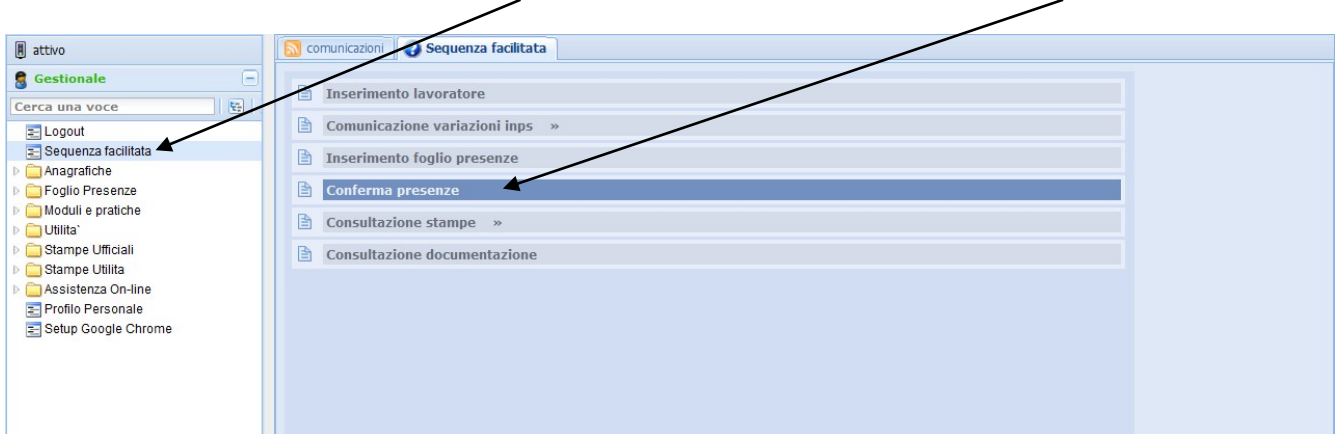 attivo
Gestionale
Cerca una voce
Logout
Sequenza facilitata
Anagrafiche
Foglio Presenze
Moduli e pratiche
Utilita`
Stampe Ufficiali
Stampe Utilita
Assistenza On-line
Profilo Personale
Setup Google Chrome
comunicazioni
Sequenza facilitata
Inserimento lavoratore
Comunicazione variazioni inps »
Inserimento foglio presenze
Conferma presenze
Consultazione stampe »
Consultazione documentazione